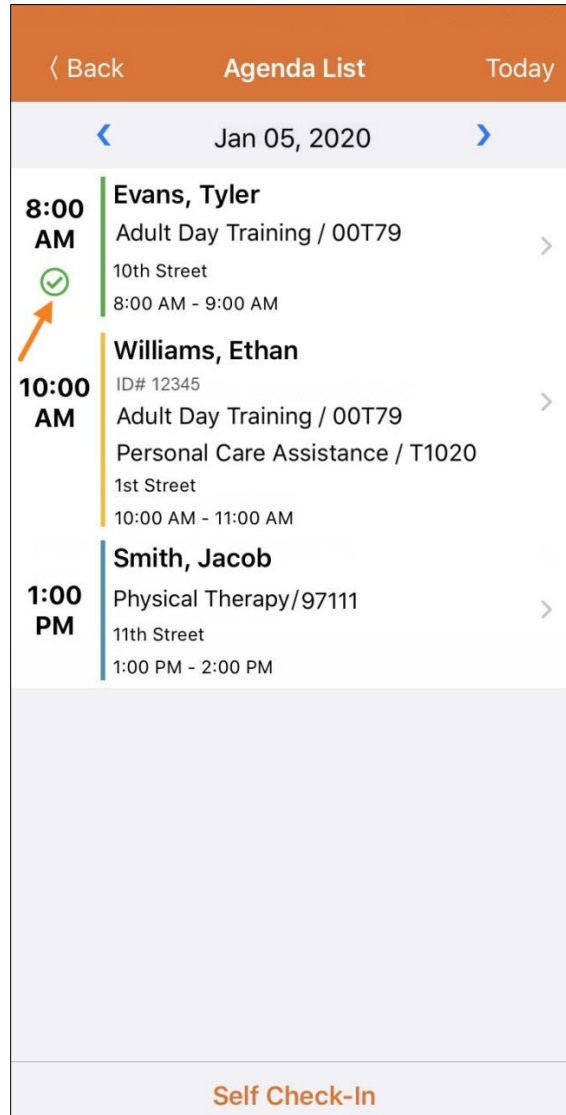 〈 Back Agenda List Today
Jan 05, 2020
8:00
AM
Evans, Tyler
Adult Day Training / 00T79
10th Street
8:00 AM - 9:00 AM
10:00
AM
Williams, Ethan
ID# 12345
Adult Day Training / 00T79
Personal Care Assistance / T1020
1st Street
10:00 AM - 11:00 AM
1:00
PM
Smith, Jacob
Physical Therapy/97111
11th Street
1:00 PM - 2:00 PM
Self Check-In